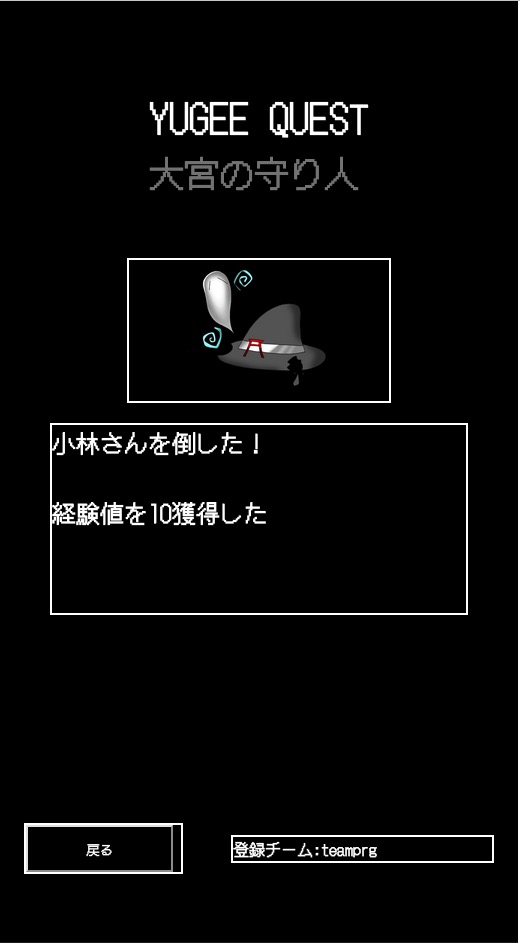 YUGEE QUEST
大宮の守り人
小林さんを倒した！
経験値を10獲得した
戻る
登録チーム:teamprg